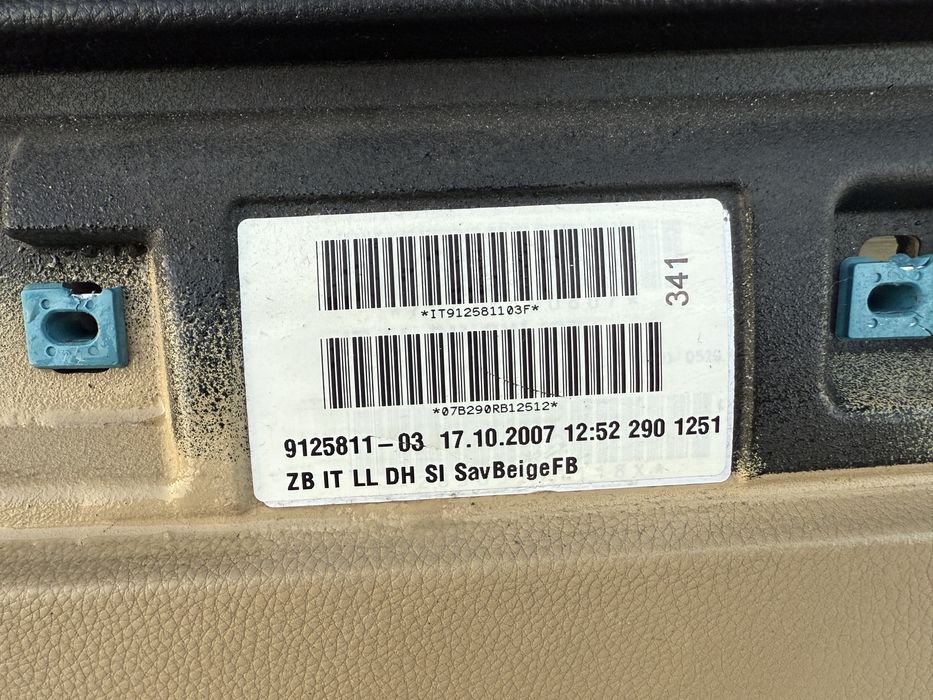 *IT912581103F*
341
*07B290RB12512*
9125811-03 17.10.2007 12:52 290 1251
ZB IT LL DH SI SavBeigeFB